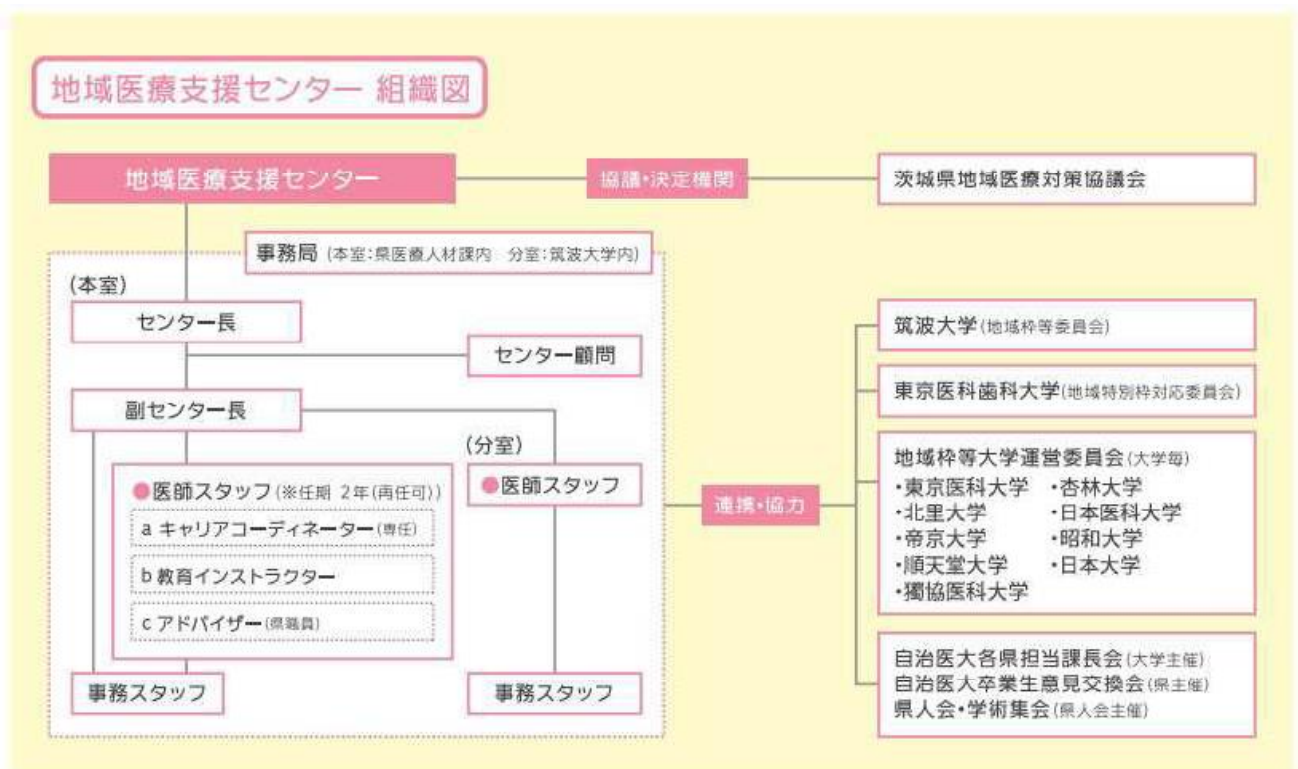 地域医療支援センター 組織図
地域医療支援センター
協議・決定機関
茨城県地域医療対策協議会
事務局 (本室:県医療人材課内 分室:筑波大学内)
(本室)
センター長
センター顧問
副センター長
●医師スタッフ(※任期 2年(再任可))
a キャリアコーディネーター(専任)
b 教育インストラクター
c アドバイザー(県職員)
事務スタッフ
(分室)
●医師スタッフ
事務スタッフ
連携・協力
筑波大学(地域枠等委員会)
東京医科歯科大学(地域特別枠対応委員会)
地域枠等大学運営委員会(大学毎)
・東京医科大学 ・杏林大学
・北里大学 ・日本医科大学
・帝京大学 ・昭和大学
・順天堂大学 ・日本大学
・獨協医科大学
自治医大各県担当課長会(大学主催)
自治医大卒業生意見交換会(県主催)
県人会・学術集会(県人会主催)